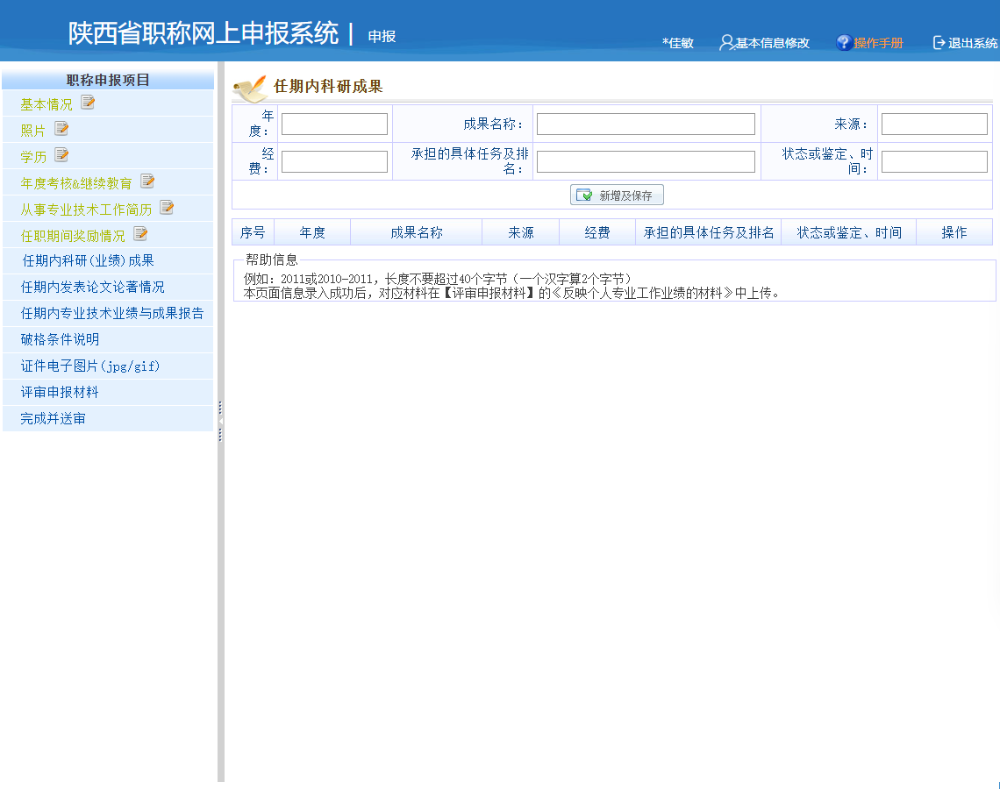 陕西省职称网上申报系统 | 申报
*佳敏 基本信息修改 操作手册 退出系统
职称申报项目
基本情况
照片
学历
年度考核&继续教育
从事专业技术工作简历
任职期间奖励情况
任期内科研(业绩)成果
任期内发表论文论著情况
任期内专业技术业绩与成果报告
破格条件说明
证件电子图片(jpg/gif)
评审申报材料
完成并送审
任期内科研成果
年度：
成果名称：
来源：
经费：
承担的具体任务及排名：
状态或鉴定、时间：
新增及保存
序号 年度 成果名称 来源 经费 承担的具体任务及排名 状态或鉴定、时间 操作
帮助信息
例如：2011或2010-2011，长度不要超过40个字节（一个汉字算2个字节）
本页面信息录入成功后，对应材料在【评审申报材料】的《反映个人专业工作业绩的材料》中上传。